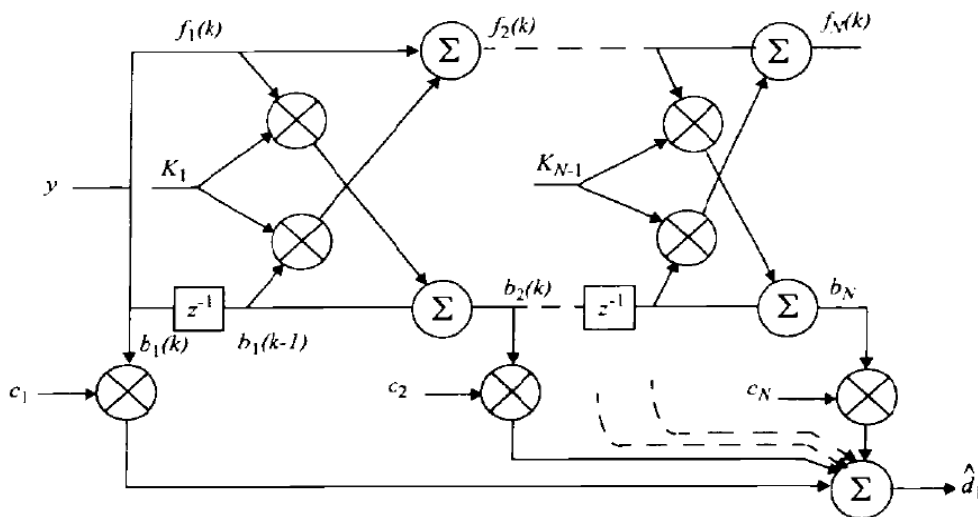 f₁(k) f₂(k) f_N(k)
Σ Σ
K₁ K_{N-1}
y
b₂(k) b_N
z⁻¹ Σ z⁻¹ Σ
b₁(k) b₁(k-1)
c₁ c₂ c_N
Σ d̂